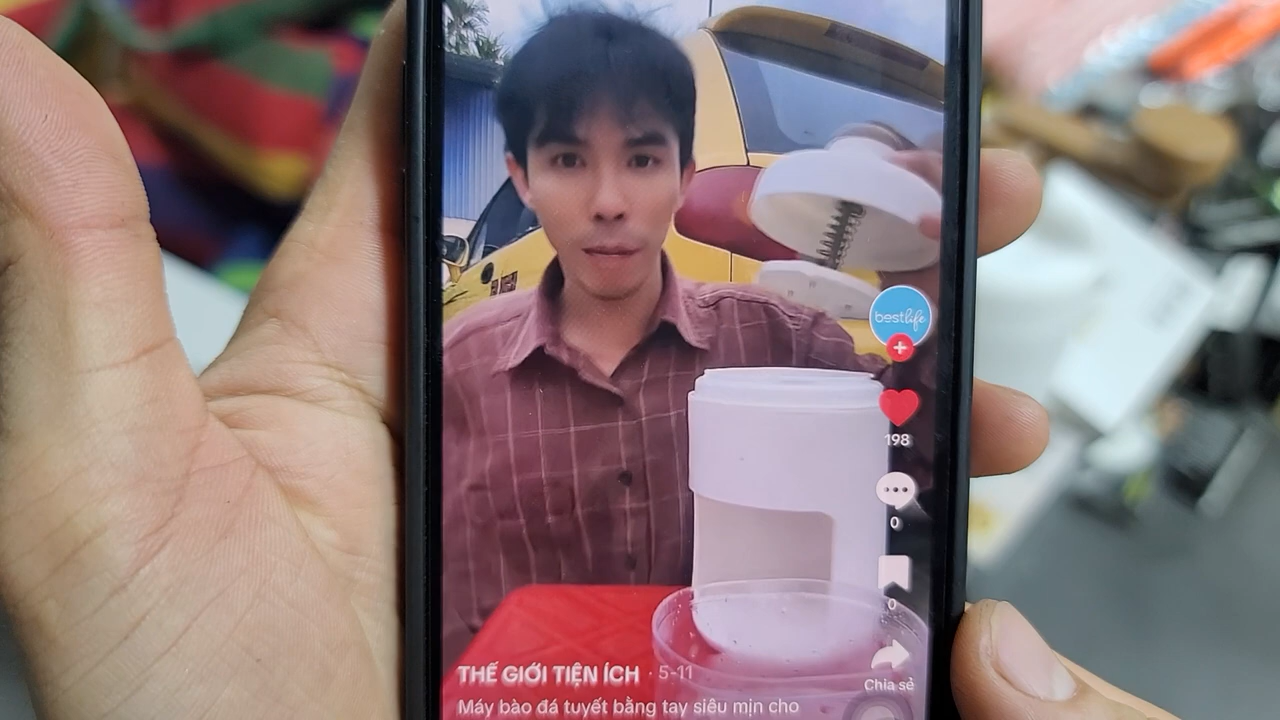 bestlife
198
0
0
Chia sẻ
THẾ GIỚI TIỆN ÍCH · 5-11
Máy bào đá tuyết bằng tay siêu mịn cho